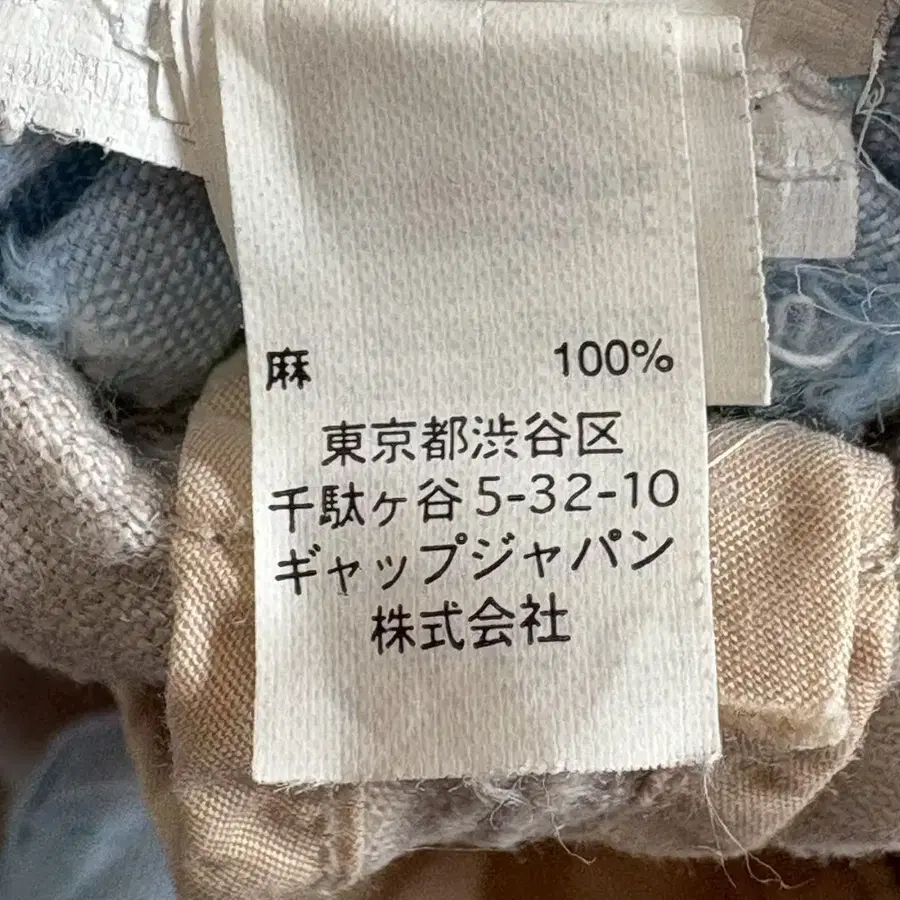 麻 100%
東京都渋谷区
千駄ヶ谷5-32-10
ギャップジャパン
株式会社